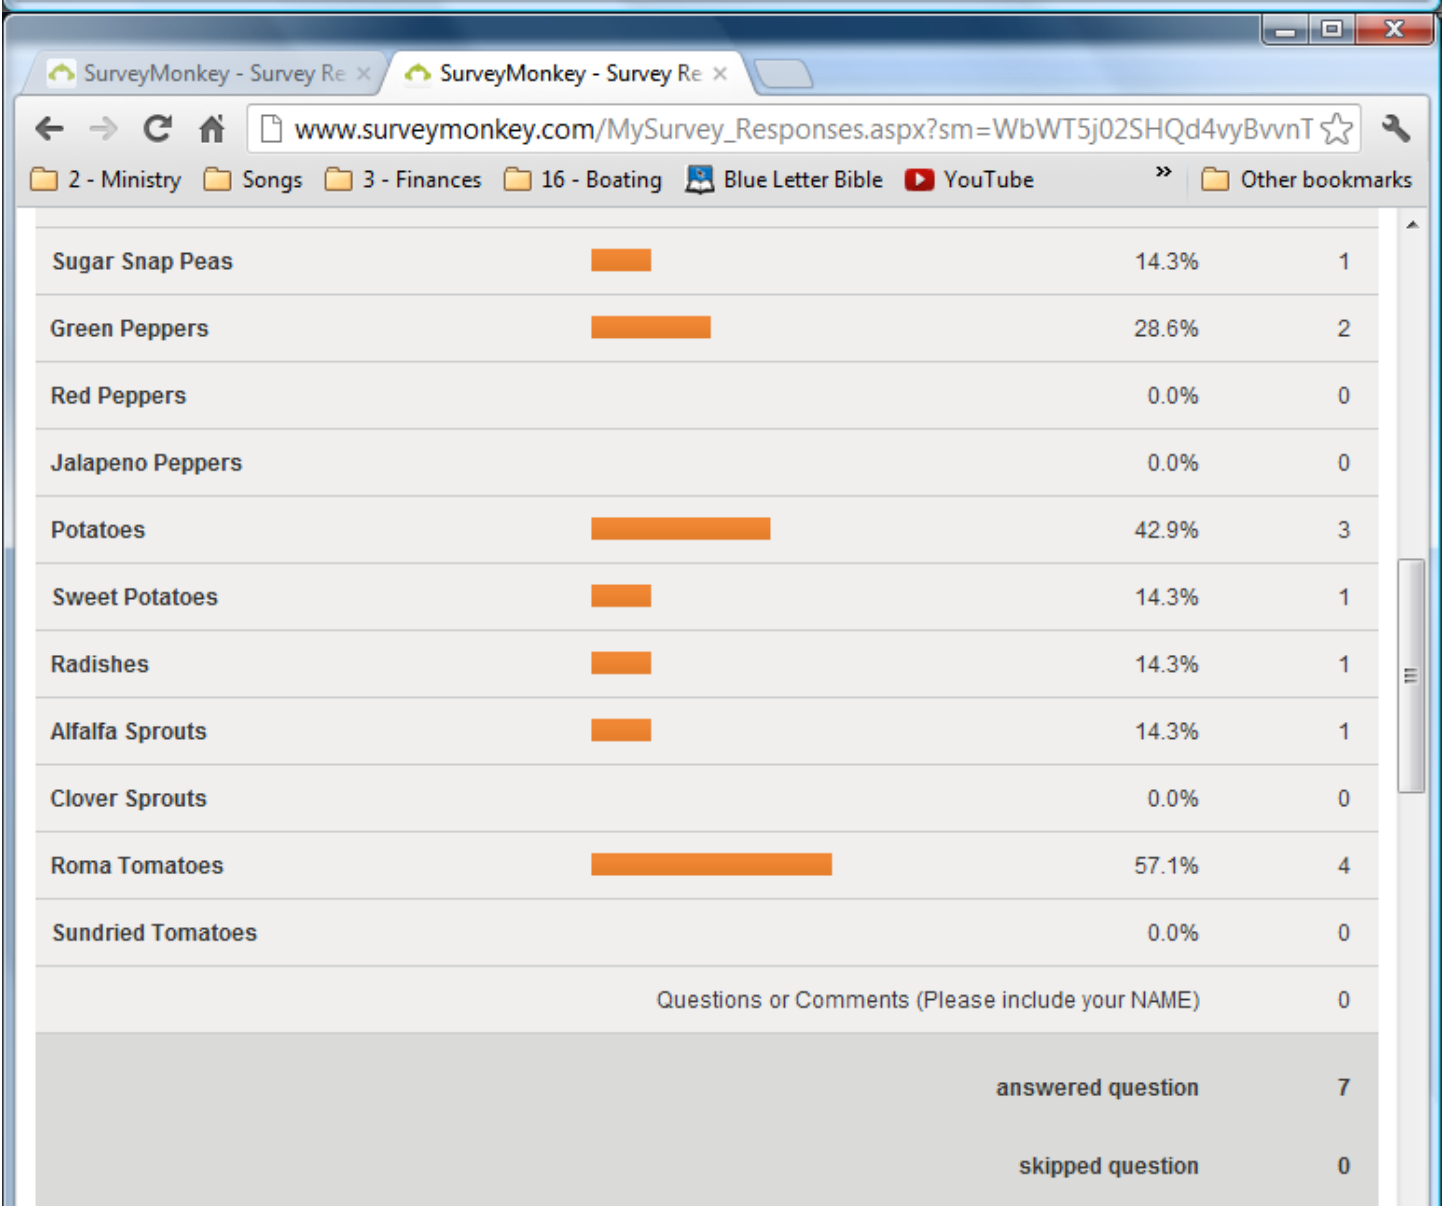 SurveyMonkey - Survey Re SurveyMonkey - Survey Re
www.surveymonkey.com/MySurvey_Responses.aspx?sm=WbWT5j02SHQd4vyBvvnT
2 - Ministry Songs 3 - Finances 16 - Boating Blue Letter Bible YouTube » Other bookmarks
Sugar Snap Peas 14.3% 1
Green Peppers 28.6% 2
Red Peppers 0.0% 0
Jalapeno Peppers 0.0% 0
Potatoes 42.9% 3
Sweet Potatoes 14.3% 1
Radishes 14.3% 1
Alfalfa Sprouts 14.3% 1
Clover Sprouts 0.0% 0
Roma Tomatoes 57.1% 4
Sundried Tomatoes 0.0% 0
Questions or Comments (Please include your NAME) 0
answered question 7
skipped question 0